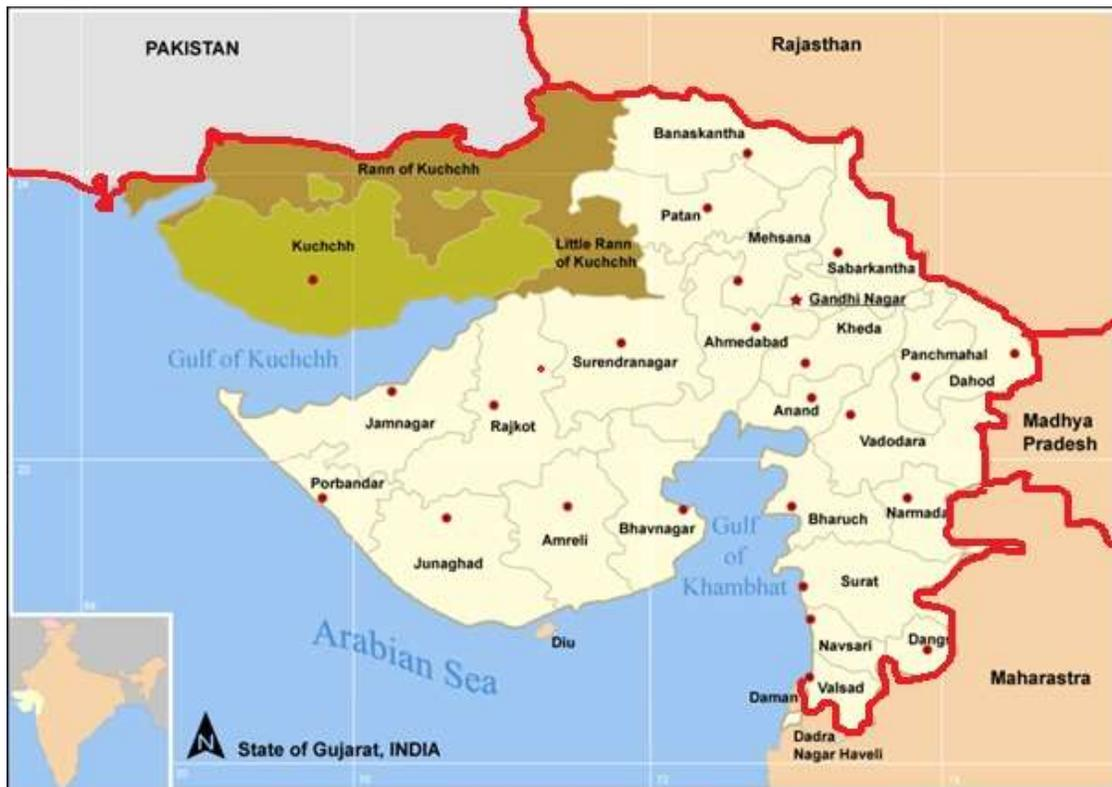 PAKISTAN
Rajasthan
Banaskantha
Rann of Kuchchh
24
Patan
Mehsana
Kuchchh
Little Rann
of Kuchchh
Sabarkantha
Gandhi Nagar
Kheda
Ahmedabad
Gulf of Kuchchh
Surendranagar
Panchmahal
Dahod
Anand
Jamnagar
Rajkot
Vadodara
Madhya
Pradesh
Porbandar
Bharuch
Narmada
Gulf
of
Khambhat
Bhavnagar
Amreli
Junaghad
Surat
Arabian Sea
Diu
Navsari
Dangs
Maharastra
Valsad
Daman
Dadra
Nagar Haveli
N
State of Gujarat, INDIA